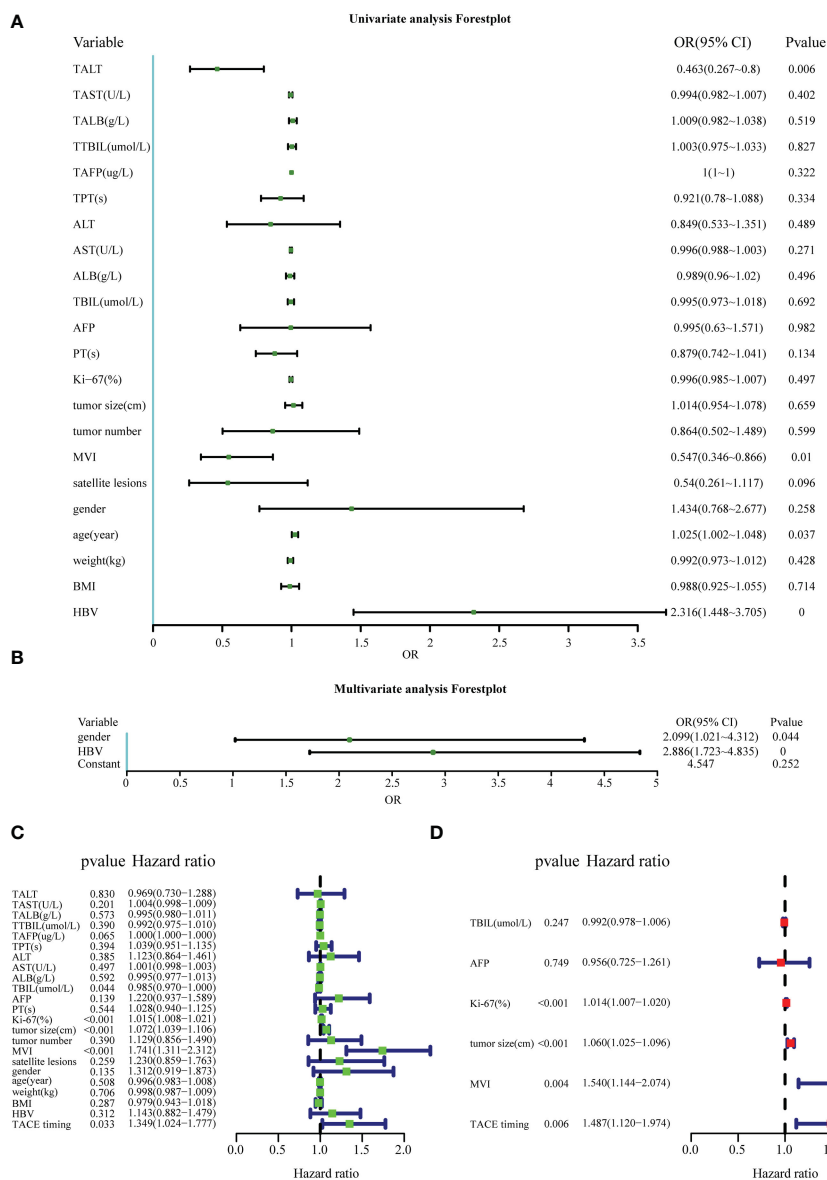 A
Univariate analysis Forestplot
Variable OR(95% CI) Pvalue
TALT 0.463(0.267~0.8) 0.006
TAST(U/L) 0.994(0.982~1.007) 0.402
TALB(g/L) 1.009(0.982~1.038) 0.519
TTBIL(umol/L) 1.003(0.975~1.033) 0.827
TAFP(ug/L) 1(1~1) 0.322
TPT(s) 0.921(0.78~1.088) 0.334
ALT 0.849(0.533~1.351) 0.489
AST(U/L) 0.996(0.988~1.003) 0.271
ALB(g/L) 0.989(0.96~1.02) 0.496
TBIL(umol/L) 0.995(0.973~1.018) 0.692
AFP 0.995(0.63~1.571) 0.982
PT(s) 0.879(0.742~1.041) 0.134
Ki−67(%) 0.996(0.985~1.007) 0.497
tumor size(cm) 1.014(0.954~1.078) 0.659
tumor number 0.864(0.502~1.489) 0.599
MVI 0.547(0.346~0.866) 0.01
satellite lesions 0.54(0.261~1.117) 0.096
gender 1.434(0.768~2.677) 0.258
age(year) 1.025(1.002~1.048) 0.037
weight(kg) 0.992(0.973~1.012) 0.428
BMI 0.988(0.925~1.055) 0.714
HBV 2.316(1.448~3.705) 0
0 0.5 1 1.5 2 2.5 3 3.5
OR
B
Multivariate analysis Forestplot
Variable OR(95% CI) Pvalue
gender 2.099(1.021~4.312) 0.044
HBV 2.886(1.723~4.835) 0
Constant 4.547 0.252
0 0.5 1 1.5 2 2.5 3 3.5 4 4.5 5
OR
C
pvalue Hazard ratio
TALT 0.830 0.969(0.730−1.288)
TAST(U/L) 0.201 1.004(0.998−1.009)
TALB(g/L) 0.573 0.995(0.980−1.011)
TTBIL(umol/L) 0.390 0.992(0.975−1.010)
TAFP(ug/L) 0.065 1.000(1.000−1.000)
TPT(s) 0.394 1.039(0.951−1.135)
ALT 0.385 1.123(0.864−1.461)
AST(U/L) 0.497 1.001(0.998−1.003)
ALB(g/L) 0.592 0.995(0.977−1.013)
TBIL(umol/L) 0.044 0.985(0.970−1.000)
AFP 0.139 1.220(0.937−1.589)
PT(s) 0.544 1.028(0.940−1.125)
Ki−67(%) <0.001 1.015(1.008−1.021)
tumor size(cm) <0.001 1.072(1.039−1.106)
tumor number 0.390 1.129(0.856−1.490)
MVI <0.001 1.741(1.311−2.312)
satellite lesions 0.259 1.230(0.859−1.763)
gender 0.135 1.312(0.919−1.873)
age(year) 0.508 0.996(0.983−1.008)
weight(kg) 0.706 0.998(0.987−1.009)
BMI 0.287 0.979(0.943−1.018)
HBV 0.312 1.143(0.882−1.479)
TACE timing 0.033 1.349(1.024−1.777)
0.0 0.5 1.0 1.5 2.0
Hazard ratio
D
pvalue Hazard ratio
TBIL(umol/L) 0.247 0.992(0.978−1.006)
AFP 0.749 0.956(0.725−1.261)
Ki−67(%) <0.001 1.014(1.007−1.020)
tumor size(cm) <0.001 1.060(1.025−1.096)
MVI 0.004 1.540(1.144−2.074)
TACE timing 0.006 1.487(1.120−1.974)
0.0 0.5 1.0
Hazard ratio